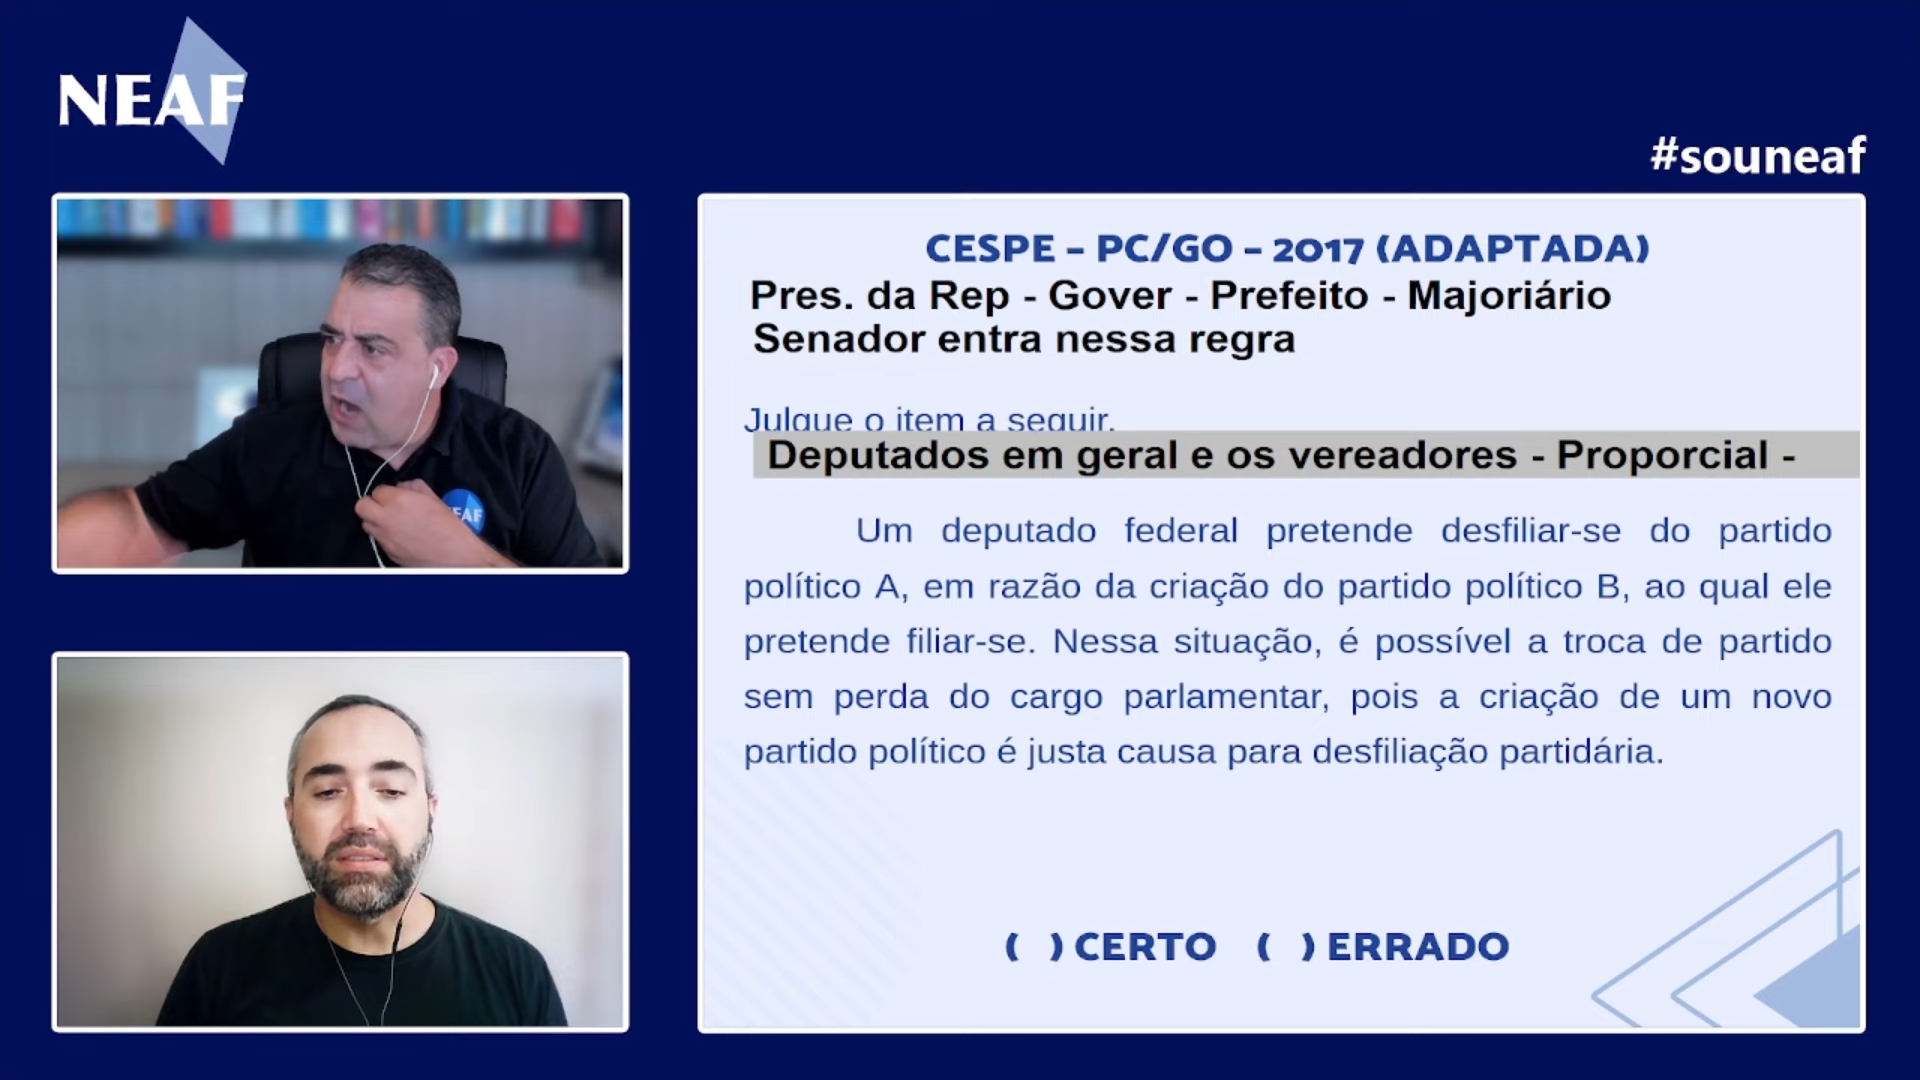 NEAF
#souneaf
CESPE – PC/GO – 2017 (ADAPTADA)
Pres. da Rep - Gover - Prefeito - Majoriário
Senador entra nessa regra
Julgue o item a seguir.
Deputados em geral e os vereadores - Proporcial -
Um deputado federal pretende desfiliar-se do partido
político A, em razão da criação do partido político B, ao qual ele
pretende filiar-se. Nessa situação, é possível a troca de partido
sem perda do cargo parlamentar, pois a criação de um novo
partido político é justa causa para desfiliação partidária.
( ) CERTO ( ) ERRADO
EAF